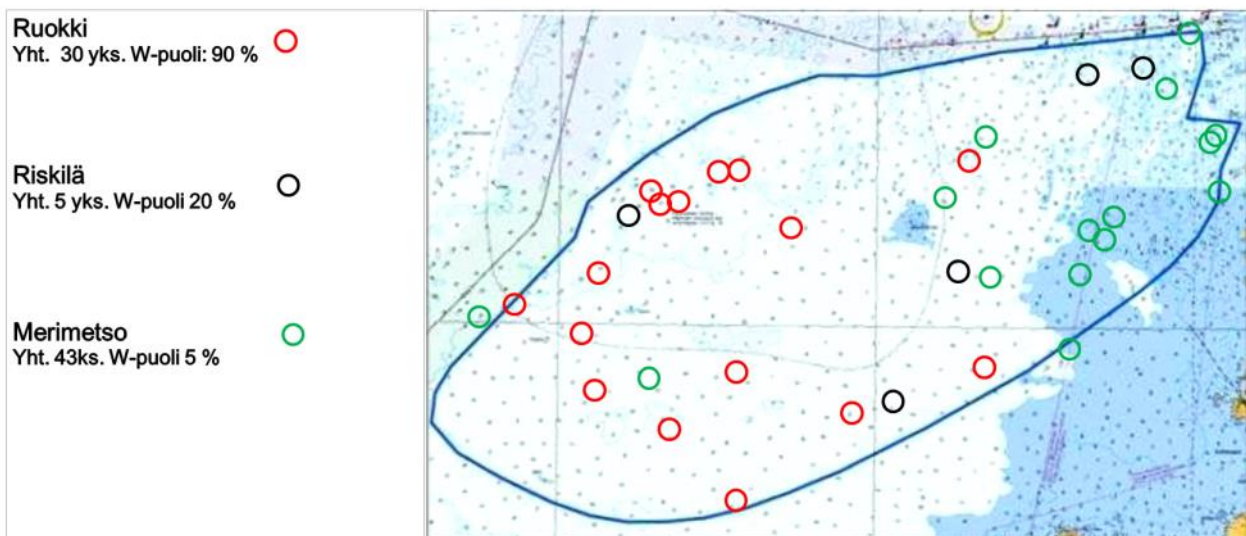 Ruokki
Yht. 30 yks. W-puoli: 90 %
Riskilä
Yht. 5 yks. W-puoli 20 %
Merimetso
Yht. 43ks. W-puoli 5 %